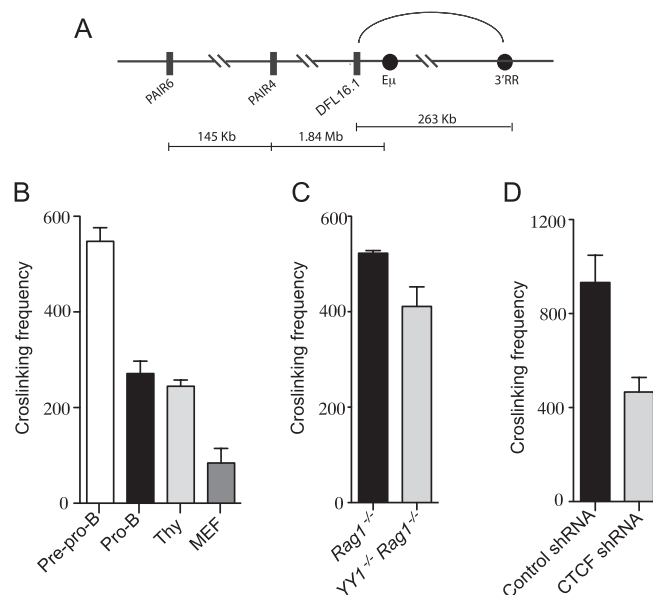 A
PAIR6
PAIR4
DFL16.1
Eμ
3'RR
263 Kb
145 Kb
1.84 Mb
B
Croslinking frequency
600
400
200
0
Pre-pro-B
Pro-B
Thy
MEF
C
Croslinking frequency
600
400
200
0
Rag1-/-
YY1-/- Rag1-/-
D
Croslinking frequency
1200
800
400
0
Control shRNA
CTCF shRNA